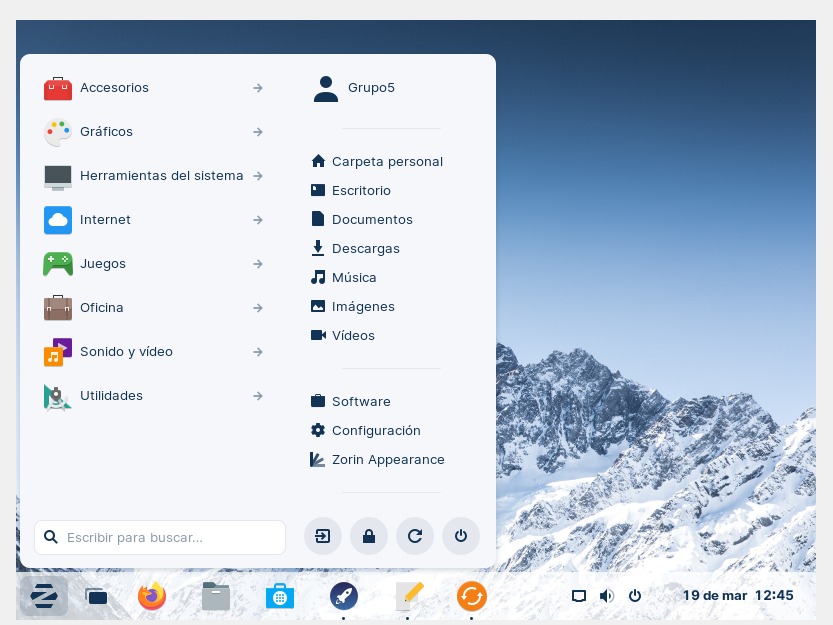 Accesorios
Gráficos
Herramientas del sistema
Internet
Juegos
Oficina
Sonido y vídeo
Utilidades
Escribir para buscar...
Grupo5
Carpeta personal
Escritorio
Documentos
Descargas
Música
Imágenes
Vídeos
Software
Configuración
Zorin Appearance
19 de mar 12:45